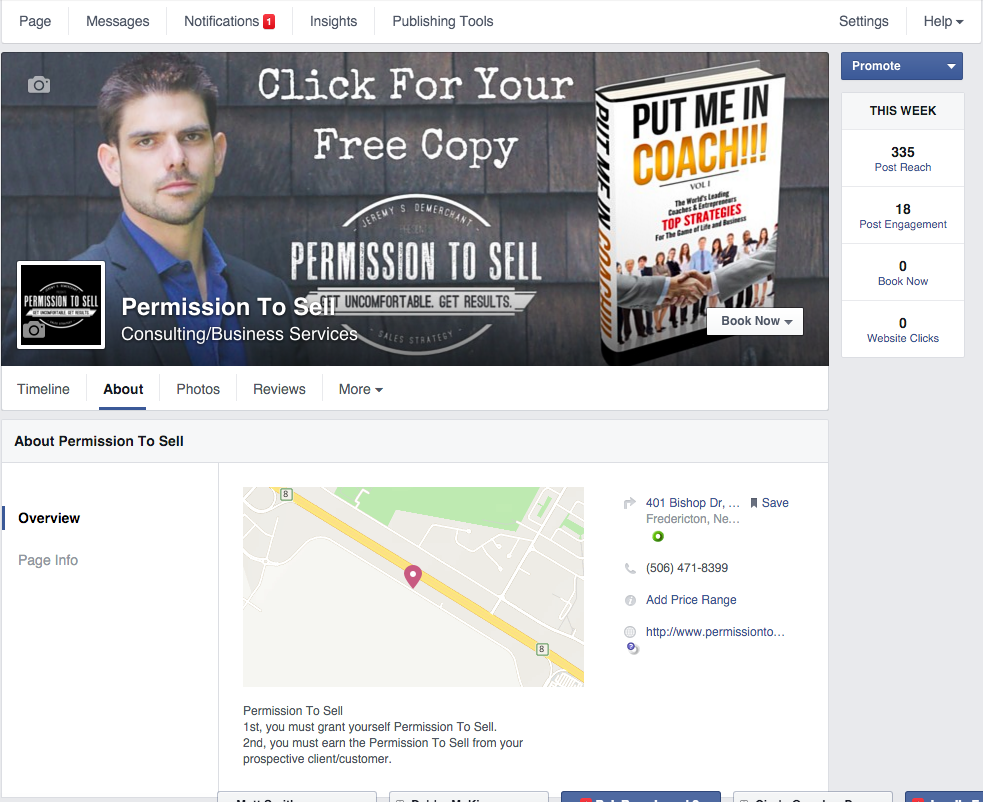 Page
Messages
Notifications 1
Insights
Publishing Tools
Settings
Help
Click For Your
Free Copy
JEREMY S. DEMERCHANT
PRESENTS
PERMISSION TO SELL
GET UNCOMFORTABLE. GET RESULTS.
- SALES STRATEGY -
PUT ME IN COACH!!!
PUT ME IN
COACH!!!
VOL I
The World's Leading
Coaches & Entrepreneurs
TOP STRATEGIES
For The Game of Life and Business
PERMISSION TO SELL
GET UNCOMFORTABLE. GET RESULTS.
Permission To Sell
Consulting/Business Services
Book Now
Promote
THIS WEEK
335
Post Reach
18
Post Engagement
0
Book Now
0
Website Clicks
Timeline
About
Photos
Reviews
More
About Permission To Sell
Overview
Page Info
8
8
401 Bishop Dr, ...
Save
Fredericton, Ne...
(506) 471-8399
Add Price Range
http://www.permissionto...
Permission To Sell
1st, you must grant yourself Permission To Sell.
2nd, you must earn the Permission To Sell from your
prospective client/customer.